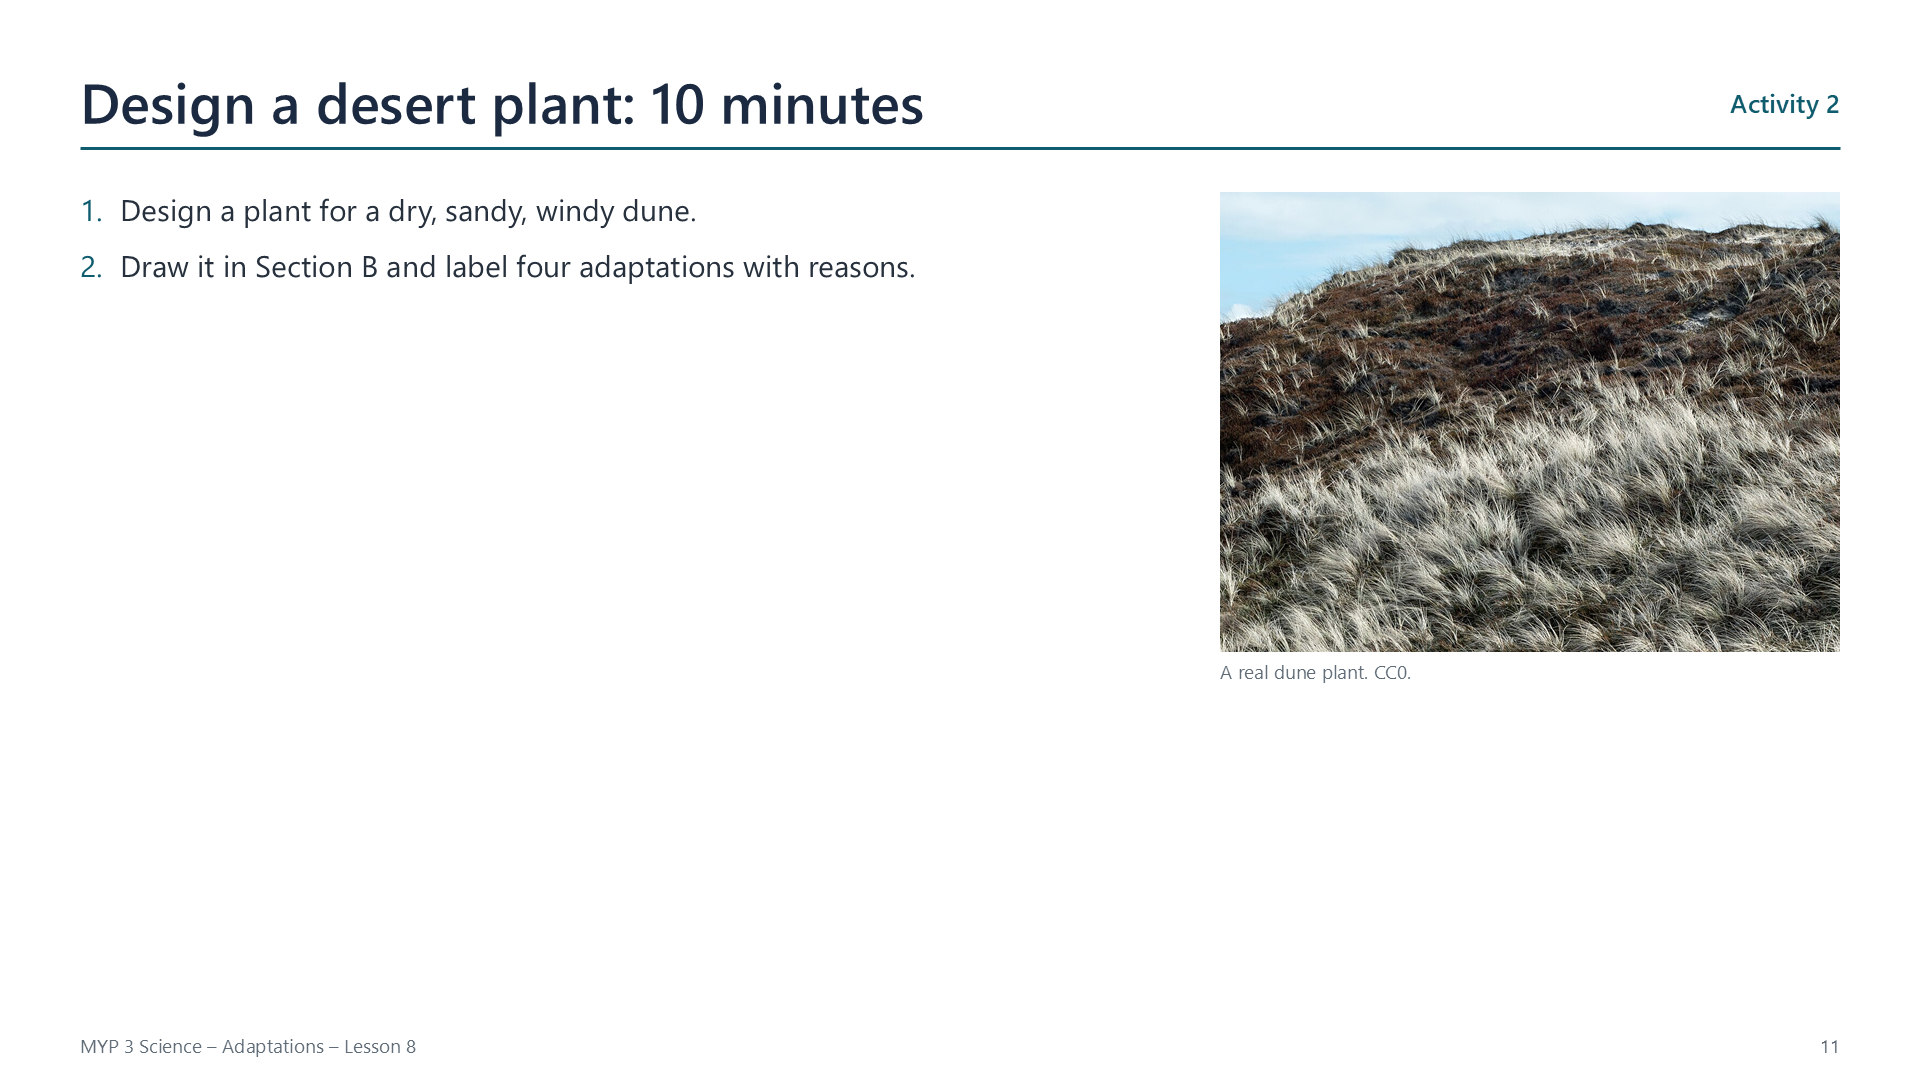 Design a desert plant: 10 minutes
Activity 2
1. Design a plant for a dry, sandy, windy dune.
2. Draw it in Section B and label four adaptations with reasons.
A real dune plant. CC0.
MYP 3 Science – Adaptations – Lesson 8
11